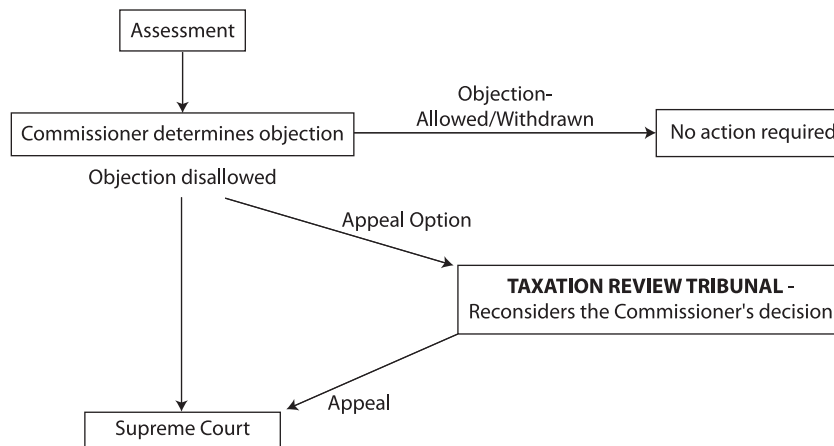 Assessment
Objection-
Allowed/Withdrawn
Commissioner determines objection
No action required
Objection disallowed
Appeal Option
TAXATION REVIEW TRIBUNAL -
Reconsiders the Commissioner's decision
Appeal
Supreme Court